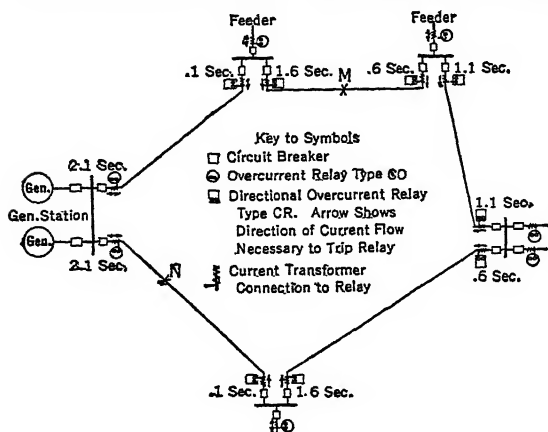 Feeder
Feeder
.1 Sec.
1.6 Sec.
M
.6 Sec.
1.1 Sec.
Key to Symbols
Circuit Breaker
Overcurrent Relay Type CO
Directional Overcurrent Relay
Type CR. Arrow Shows
Direction of Current Flow
Necessary to Trip Relay
Current Transformer
Connection to Relay
2.1 Sec.
Gen.
Gen. Station
Gen.
2.1 Sec.
N
1.1 Sec.
.6 Sec.
.1 Sec.
1.6 Sec.